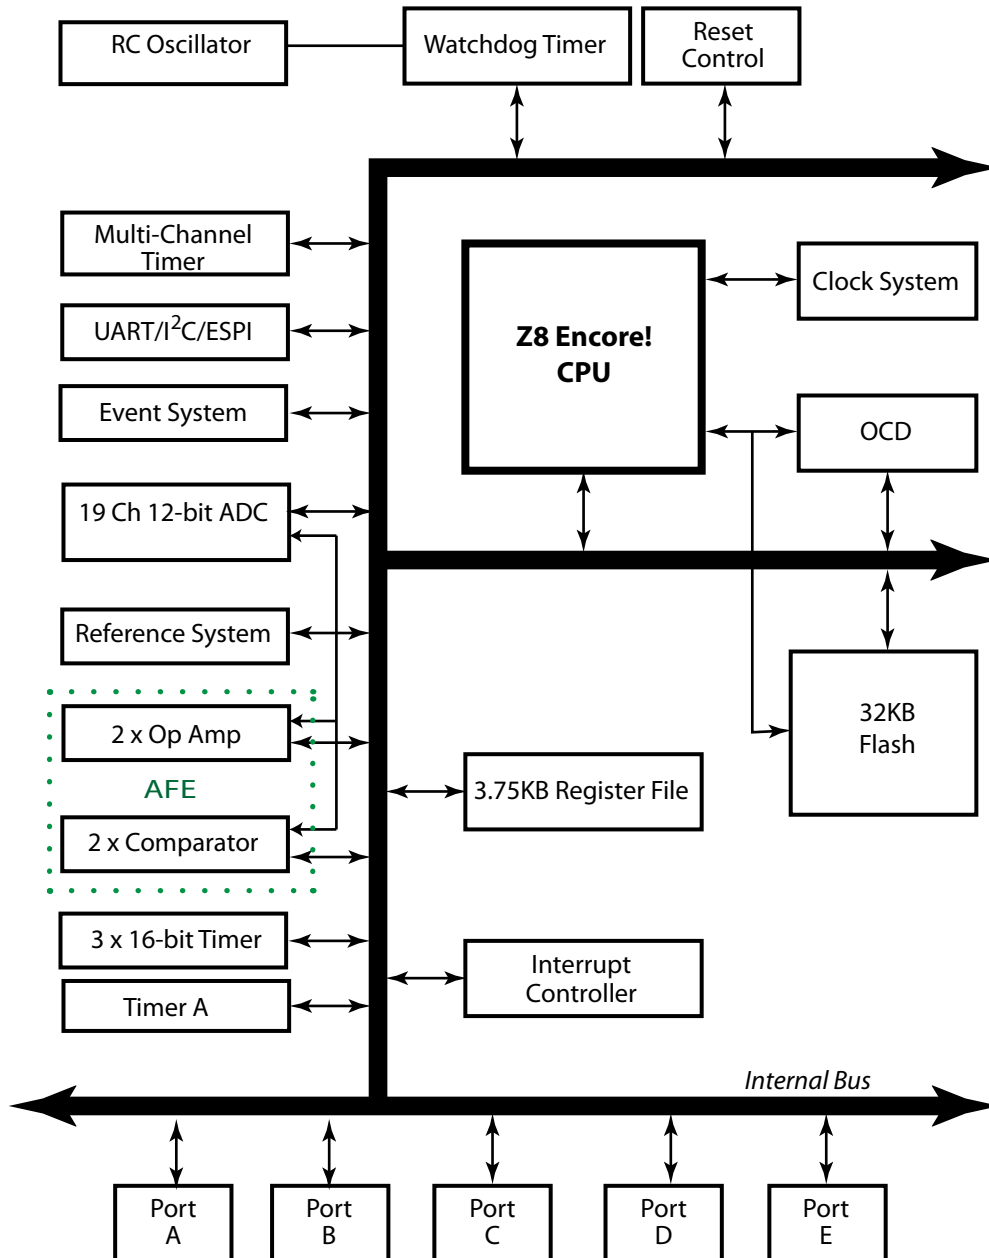 RC Oscillator
Watchdog Timer
Reset
Control
Multi-Channel
Timer
Z8 Encore!
CPU
Clock System
UART/I²C/ESPI
Event System
OCD
19 Ch 12-bit ADC
Reference System
2 x Op Amp
32KB
Flash
AFE
3.75KB Register File
2 x Comparator
3 x 16-bit Timer
Interrupt
Controller
Timer A
Internal Bus
Port
A
Port
B
Port
C
Port
D
Port
E